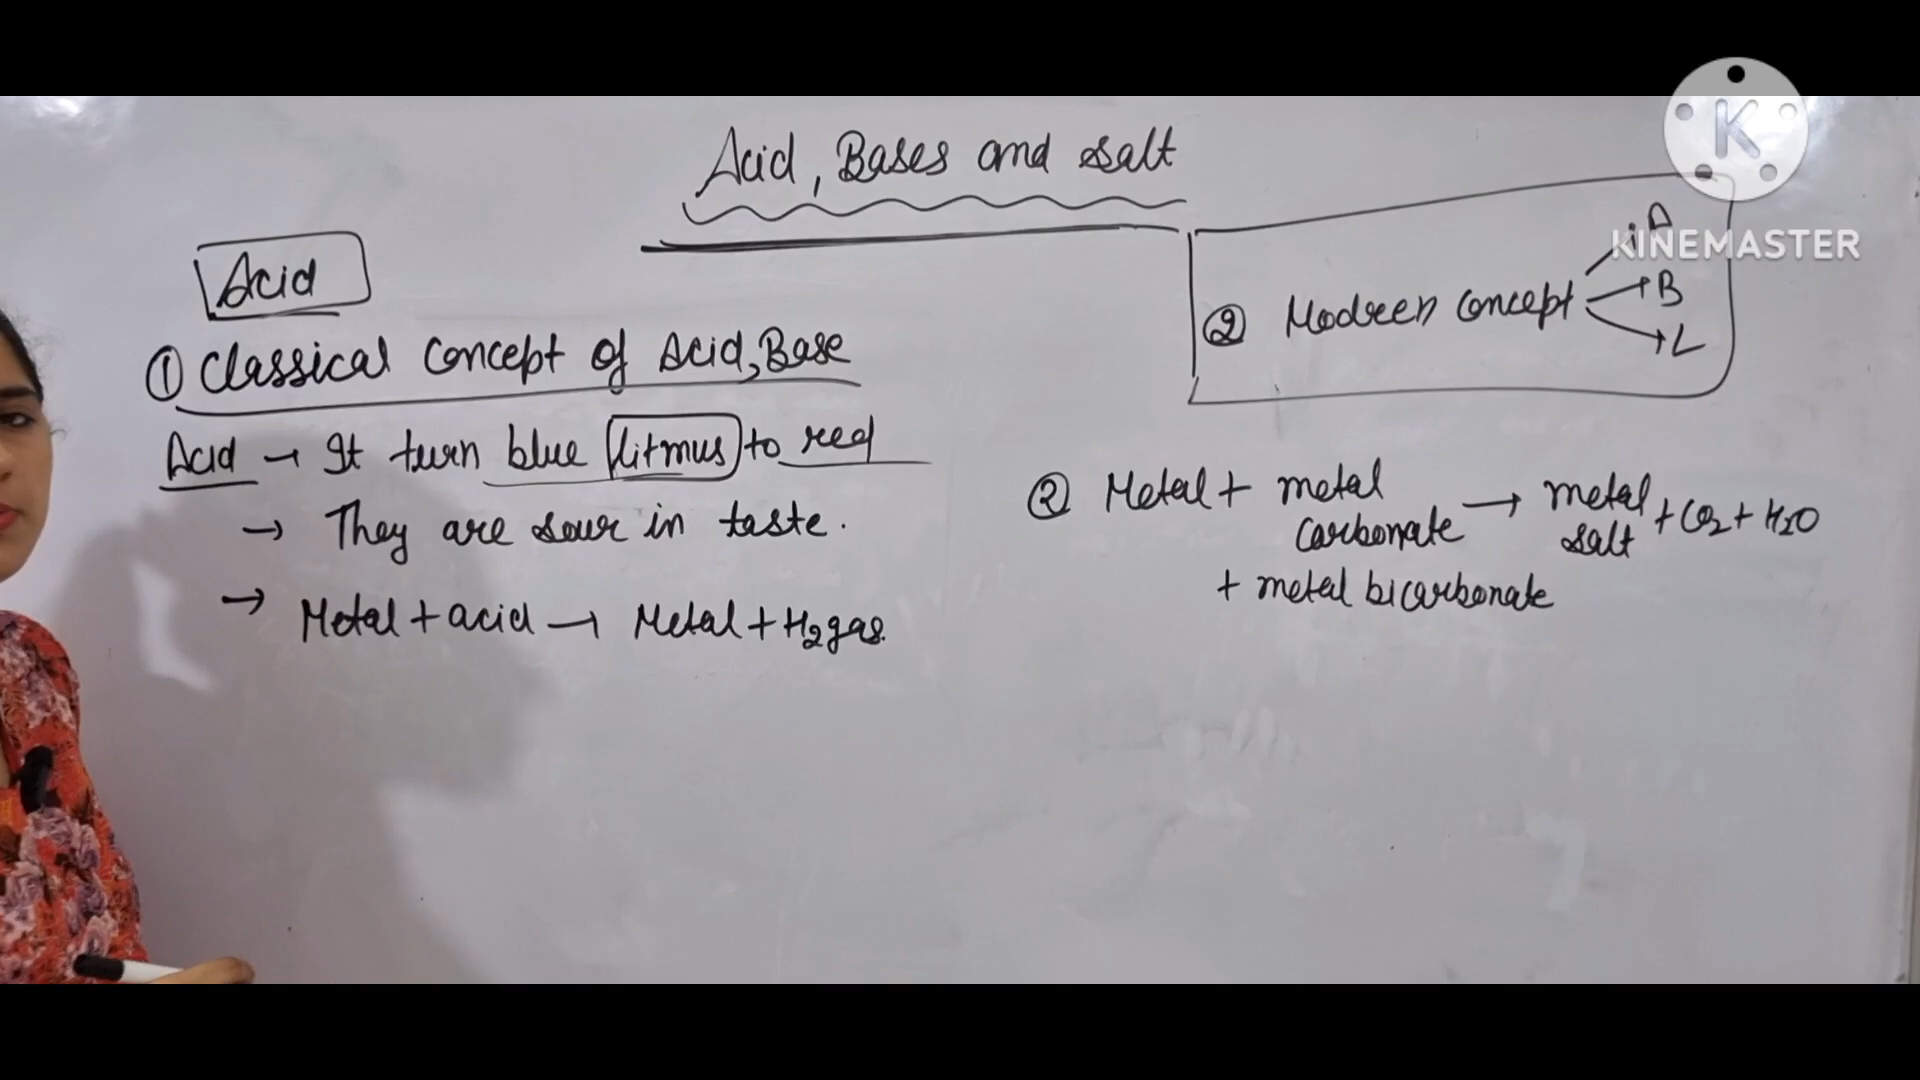 Acid, Bases and salt
Acid
① Classical concept of Acid, Base
Acid → It turn blue litmus to red
→ They are sour in taste.
→ Metal + acid → Metal + H2 gas.
② Modreen concept → A
→ B
→ L
② Metal + metal carbonate → metal salt + CO2 + H2O
+ metal bicarbonate
K
KINEMASTER